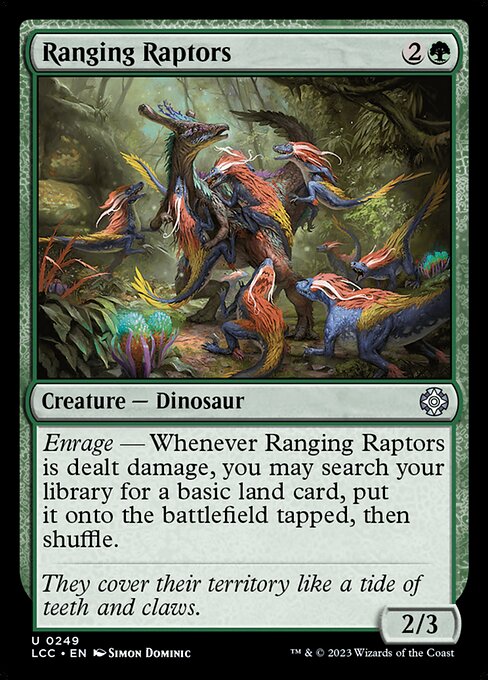 Ranging Raptors 2
Creature — Dinosaur
Enrage — Whenever Ranging Raptors
is dealt damage, you may search your
library for a basic land card, put
it onto the battlefield tapped, then
shuffle.
They cover their territory like a tide of
teeth and claws.
2/3
U 0249
LCC • EN Simon Dominic
™ & © 2023 Wizards of the Coast